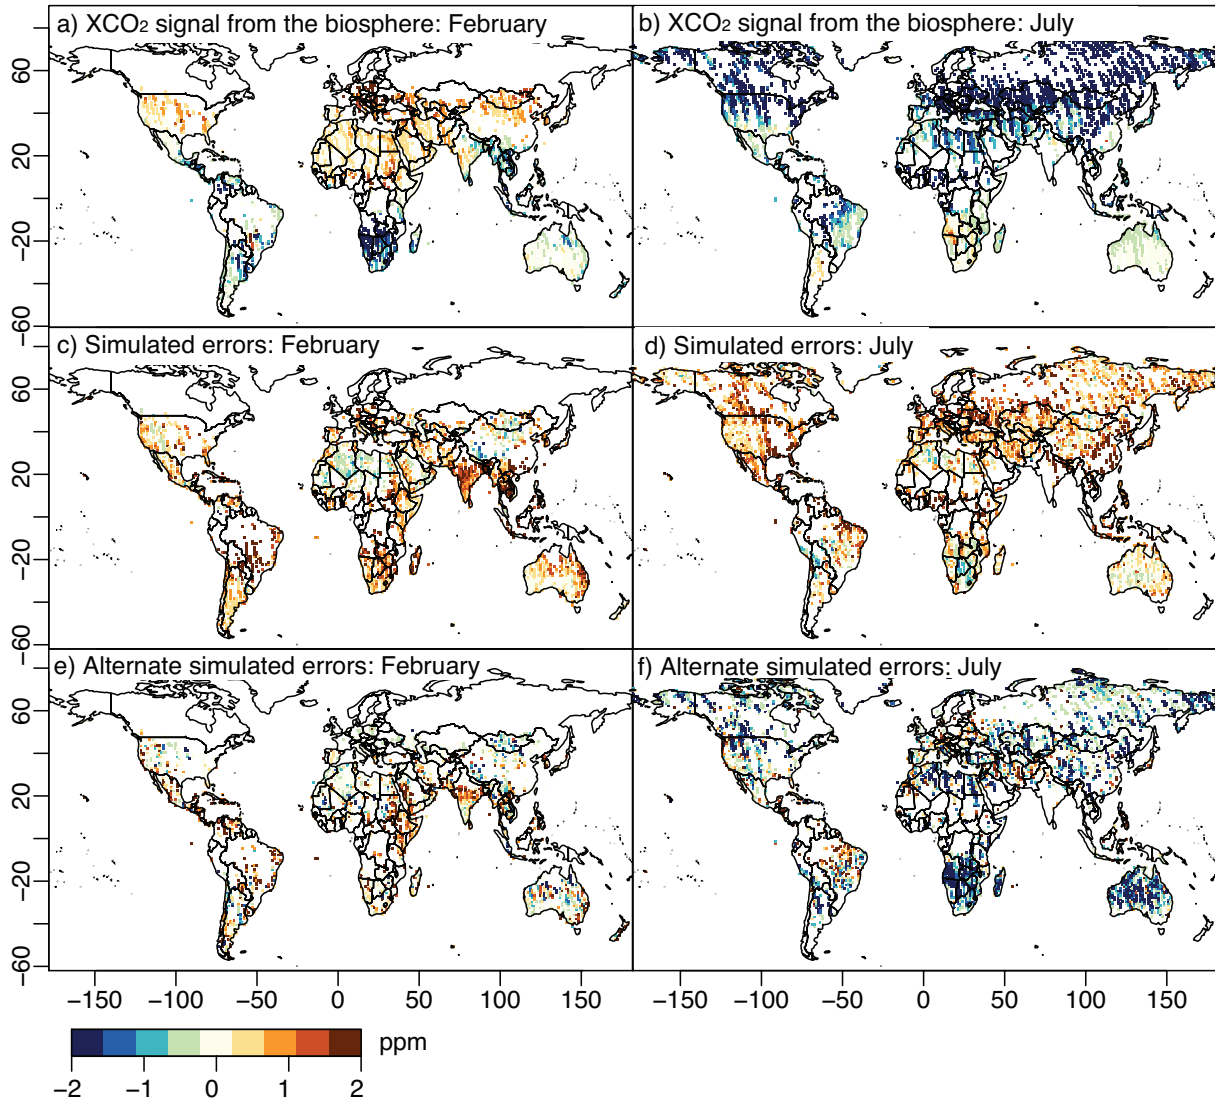 a) XCO2 signal from the biosphere: February
b) XCO2 signal from the biosphere: July
60
20
−20
−60
c) Simulated errors: February
d) Simulated errors: July
60
20
−20
−60
e) Alternate simulated errors: February
f) Alternate simulated errors: July
60
20
−20
−60
−150 −100 −50 0 50 100 150
−150 −100 −50 0 50 100 150
ppm
−2 −1 0 1 2